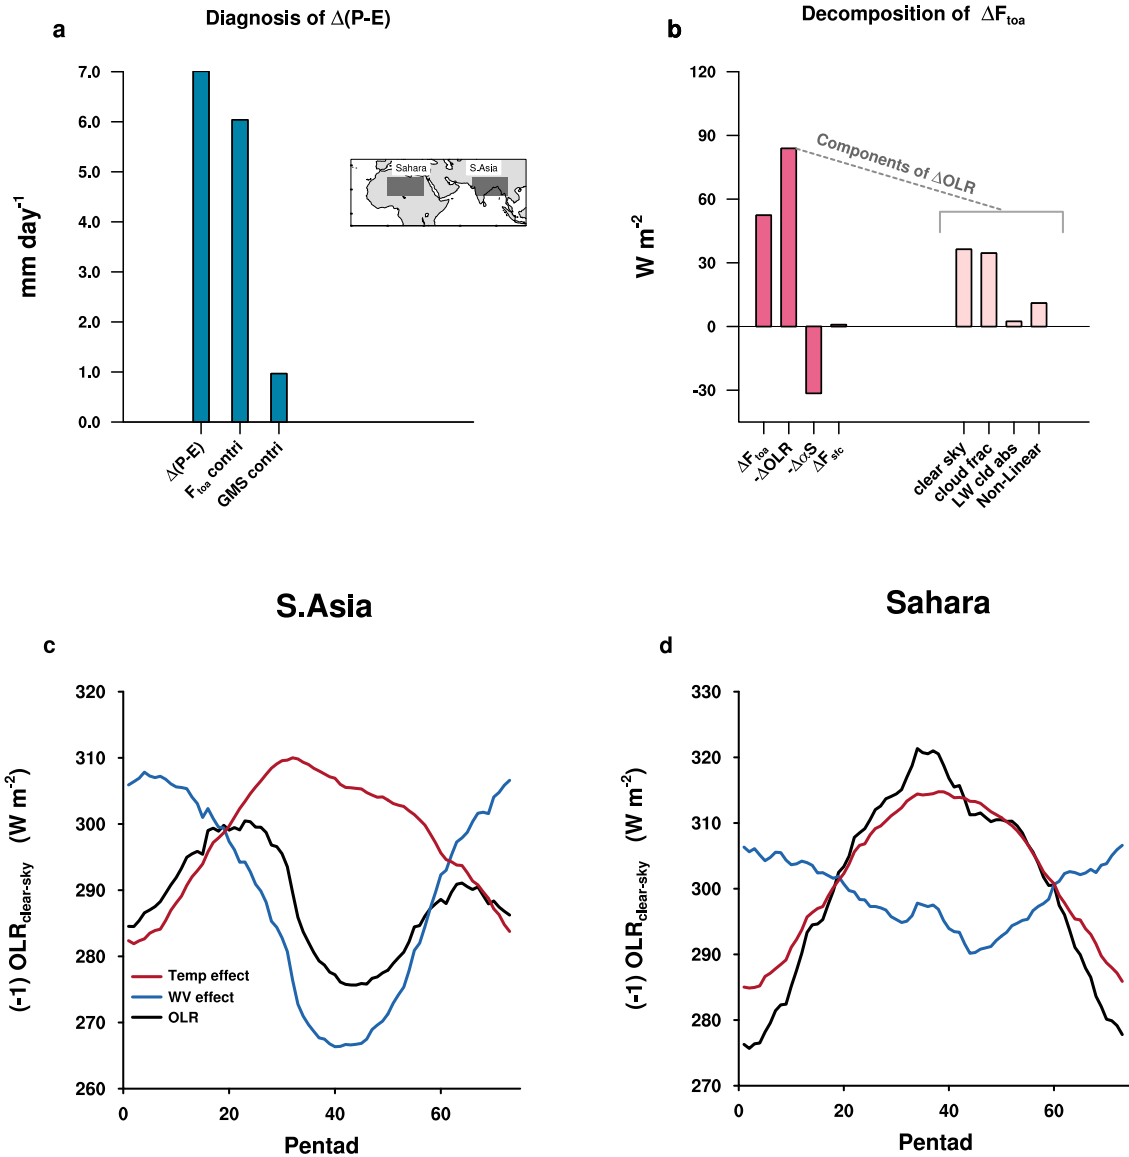 a
Diagnosis of Δ(P-E)
7.0
6.0
5.0
4.0
3.0
2.0
1.0
0.0
mm day-1
Δ(P-E)
Ftoa contri
GMS contri
Sahara
S.Asia
b
Decomposition of ΔFtoa
120
90
60
30
0
-30
W m-2
Components of ΔOLR
ΔFtoa
-ΔOLR
-ΔαS
ΔFsfc
clear sky
cloud frac
LW cld abs
Non-Linear
S.Asia
c
320
310
300
290
280
270
260
(-1) OLRclear-sky (W m-2)
Temp effect
WV effect
OLR
0
20
40
60
Pentad
Sahara
d
330
320
310
300
290
280
270
(-1) OLRclear-sky (W m-2)
0
20
40
60
Pentad